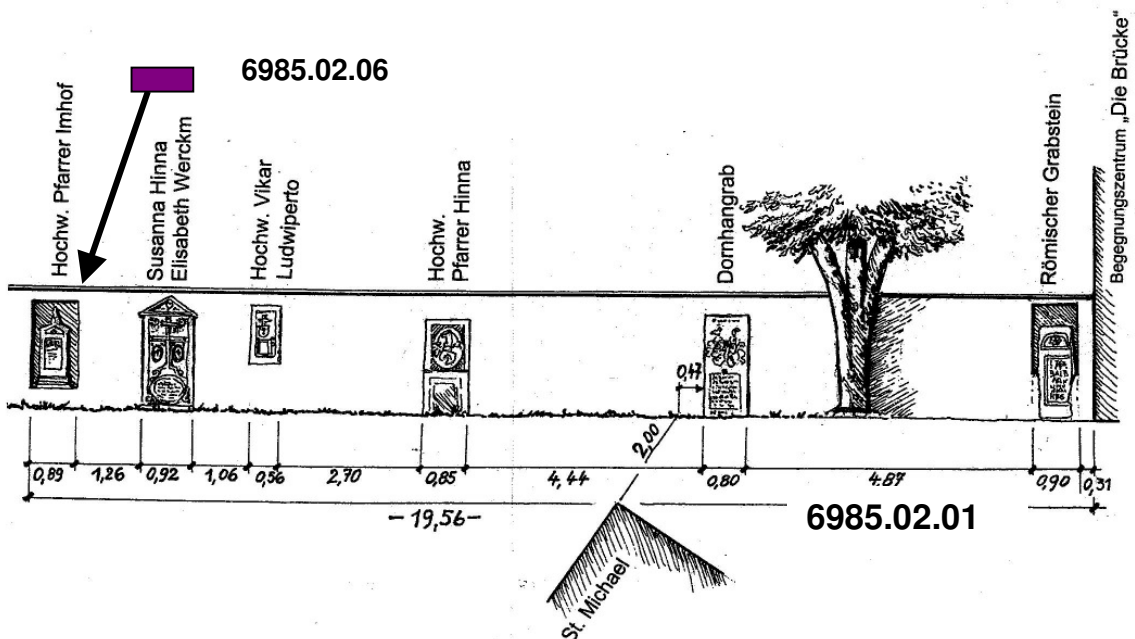 6985.02.06
Hochw. Pfarrer Imhof
Susanna Hinna
Elisabeth Werckm
Hochw. Vikar
Ludwiperto
Hochw.
Pfarrer Hinna
Dornhangrab
Römischer Grabstein
Begegnungszentrum „Die Brücke“
0,47
2,00
0,89 1,26 0,92 1,06 0,56 2,70 0,85 4,44 0,80 4.87 0,90 0,31
-19,56-
6985.02.01
St. Michael